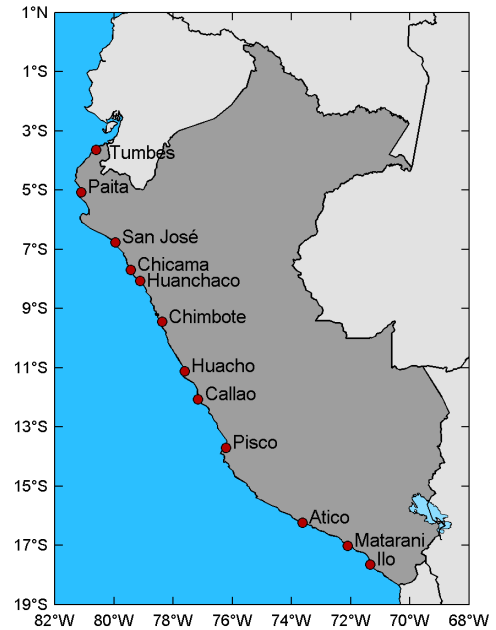 1°N
1°S
3°S
Tumbes
5°S
Paita
7°S
San José
Chicama
Huanchaco
9°S
Chimbote
11°S
Huacho
Callao
13°S
Pisco
15°S
Atico
17°S
Matarani
Ilo
19°S
82°W 80°W 78°W 76°W 74°W 72°W 70°W 68°W